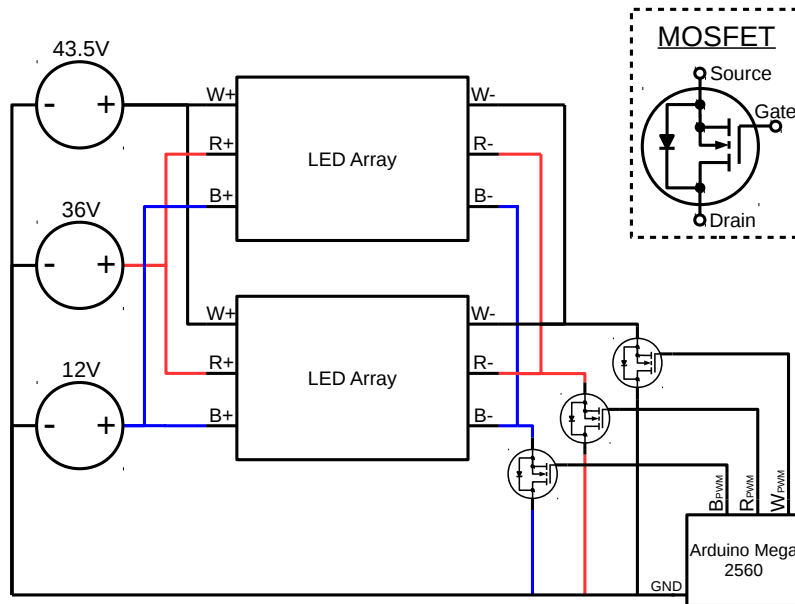 43.5V
-
+
36V
-
+
12V
-
+
W+
R+
B+
LED Array
W-
R-
B-
W+
R+
B+
LED Array
W-
R-
B-
MOSFET
Source
Gate
Drain
BPWM
RPWM
WPWM
Arduino Mega
2560
GND